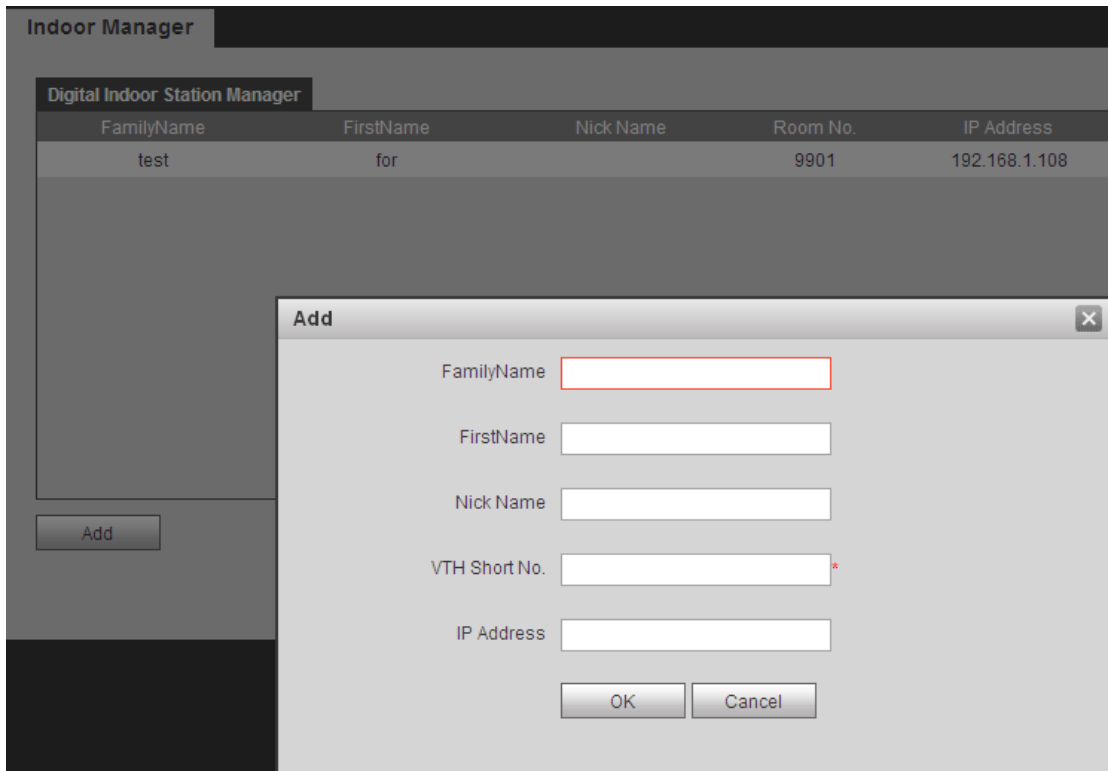 Indoor Manager
Digital Indoor Station Manager
FamilyName FirstName Nick Name Room No. IP Address
test for 9901 192.168.1.108
Add
FamilyName
FirstName
Nick Name
Add
VTH Short No. *
IP Address
OK Cancel